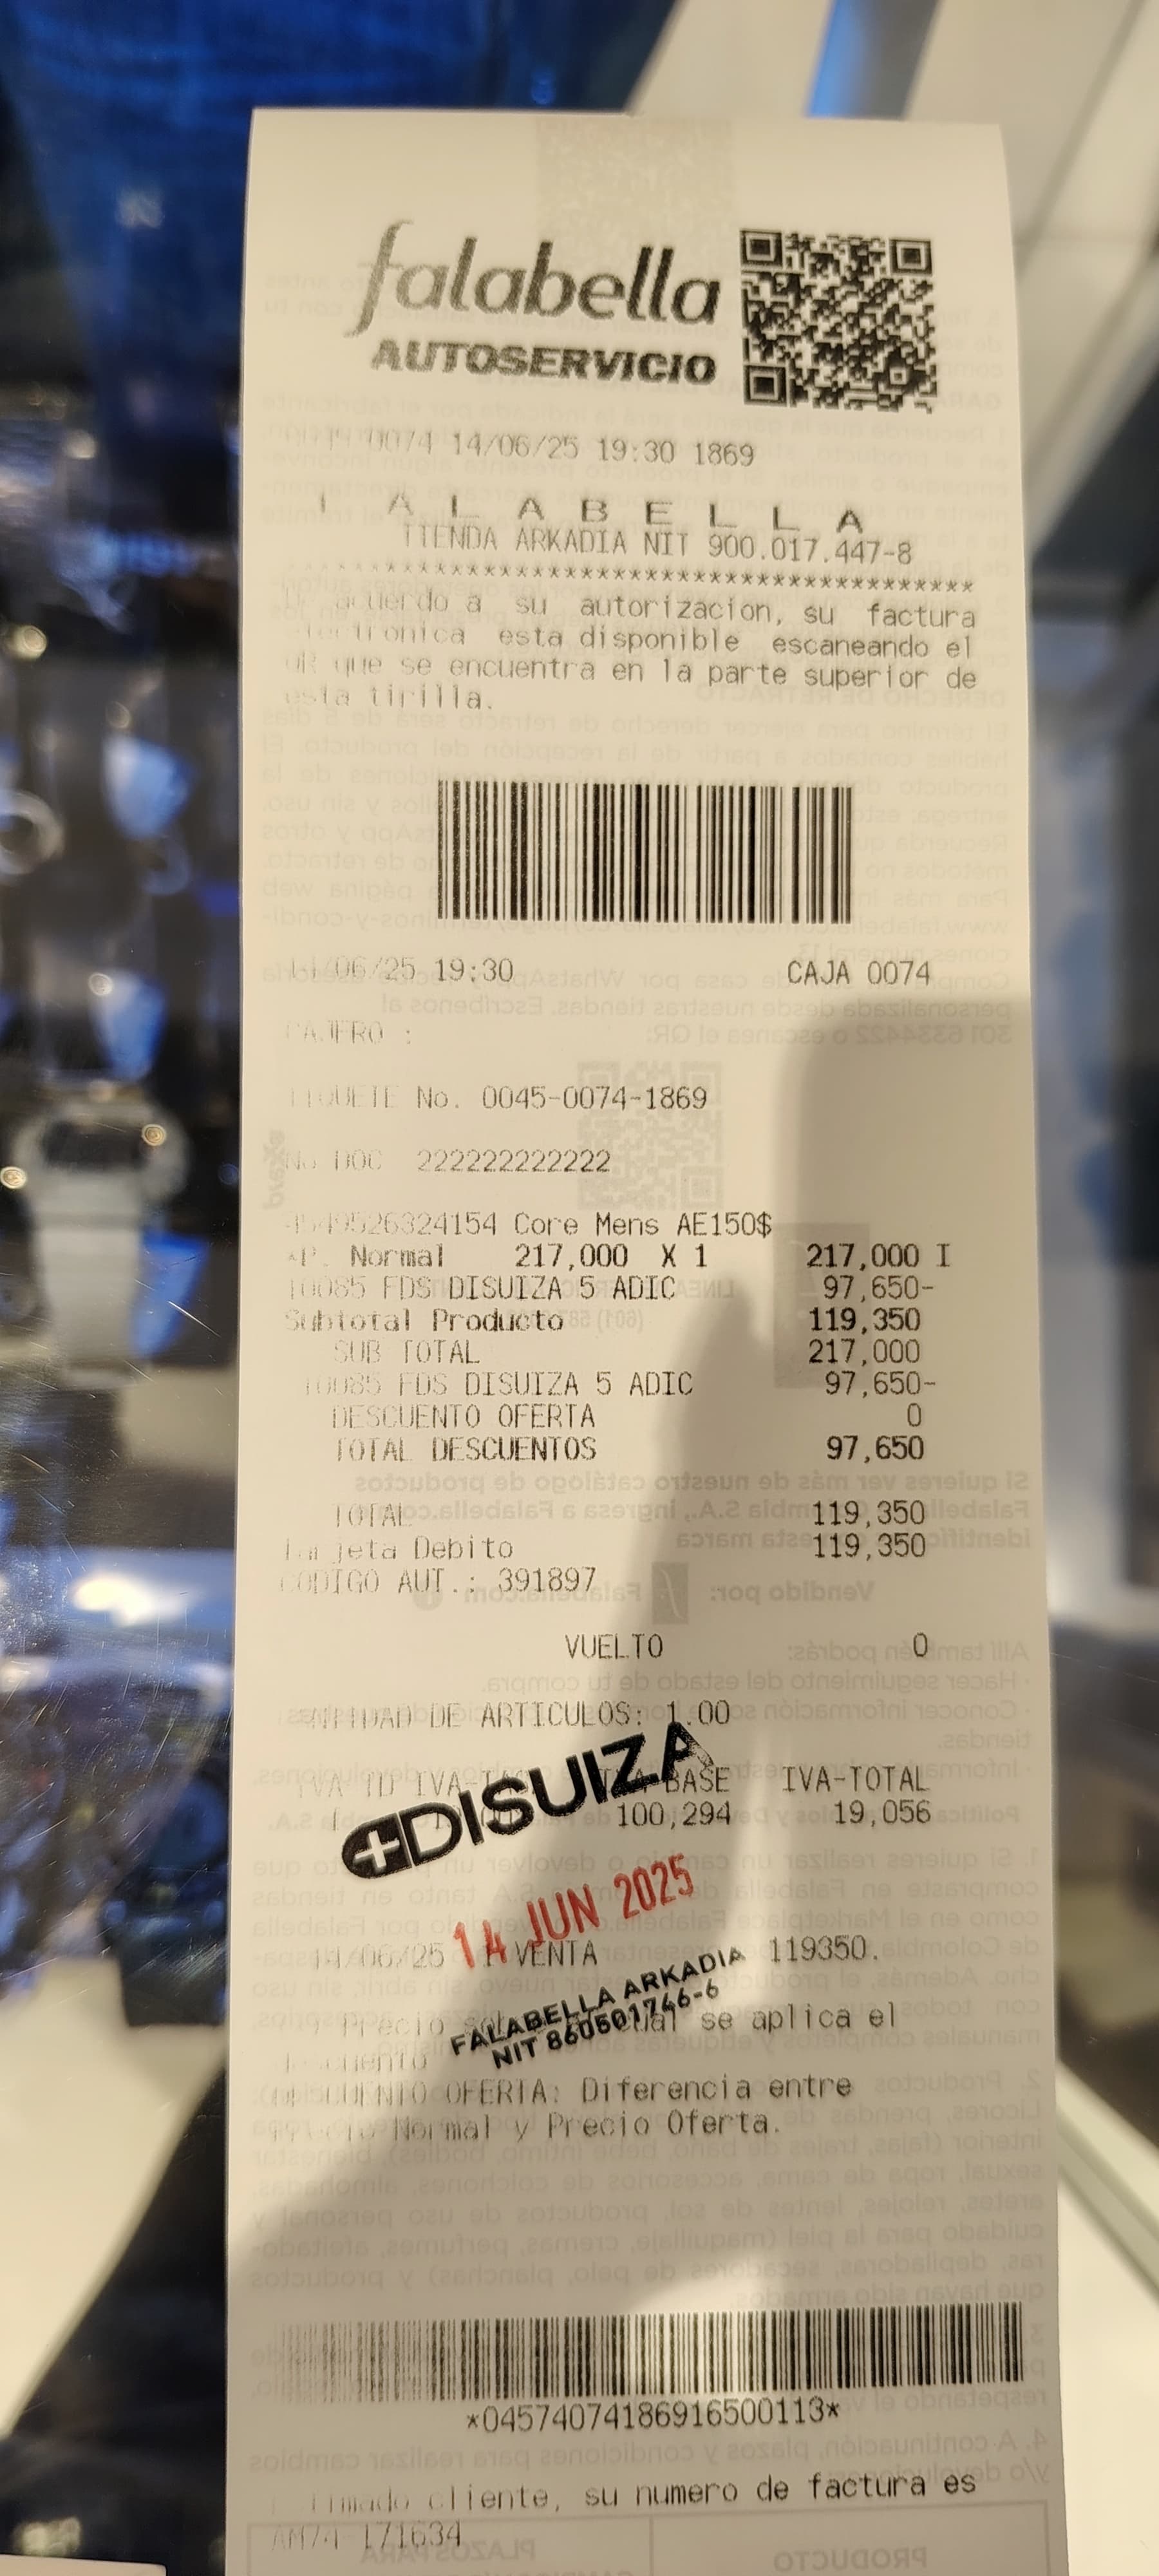 falabella
AUTOSERVICIO
0074 14/06/25 19:30 1869
A L A B E L L A
TIENDA ARKADIA NIT 900.017.447-8
****************************************
acuerdo a su autorizacion, su factura
esta disponible escaneando el
QR que se encuentra en la parte superior de
esta tirilla.
14/06/25 19:30 CAJA 0074
CAJERO :
TIQUETE No. 0045-0074-1869
No DOC 222222222222
4549526324154 Core Mens AE150$
*P. Normal 217,000 X 1 217,000 I
10085 FDS DISUIZA 5 ADIC 97,650-
Subtotal Producto 119,350
SUB TOTAL 217,000
10085 FDS DISUIZA 5 ADIC 97,650-
DESCUENTO OFERTA 0
TOTAL DESCUENTOS 97,650
TOTAL 119,350
Tarjeta Debito 119,350
CODIGO AUT.: 391897
VUELTO 0
CANTIDAD DE ARTICULOS: 1.00
DISUIZA
IVA ID IVA- BASE IVA-TOTAL
100,294 19,056
14 JUN 2025
14/06/25 VENTA 119350.
FALABELLA ARKADIA
NIT 860501766-6
Precio cual se aplica el
DESCUENTO OFERTA: Diferencia entre
Normal y Precio Oferta.
*04574074186916500113*
cliente, su numero de factura es
AM74 171634